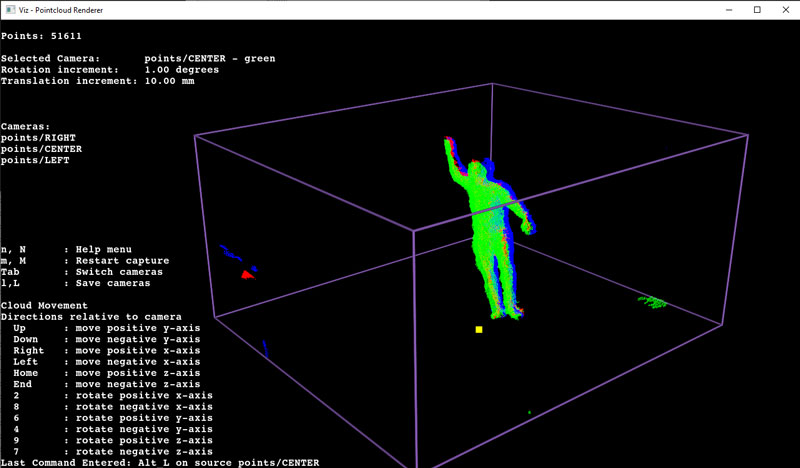 Viz - Pointcloud Renderer
Points: 51611
Selected Camera: points/CENTER - green
Rotation increment: 1.00 degrees
Translation increment: 10.00 mm
Cameras:
points/RIGHT
points/CENTER
points/LEFT
n, N : Help menu
m, M : Restart capture
Tab : Switch cameras
l,L : Save cameras
Cloud Movement
Directions relative to camera
Up : move positive y-axis
Down : move negative y-axis
Right : move positive x-axis
Left : move negative x-axis
Home : move positive z-axis
End : move negative z-axis
2 : rotate positive x-axis
8 : rotate negative x-axis
6 : rotate positive y-axis
4 : rotate negative y-axis
9 : rotate positive z-axis
7 : rotate negative z-axis
Last Command Entered: Alt L on source points/CENTER